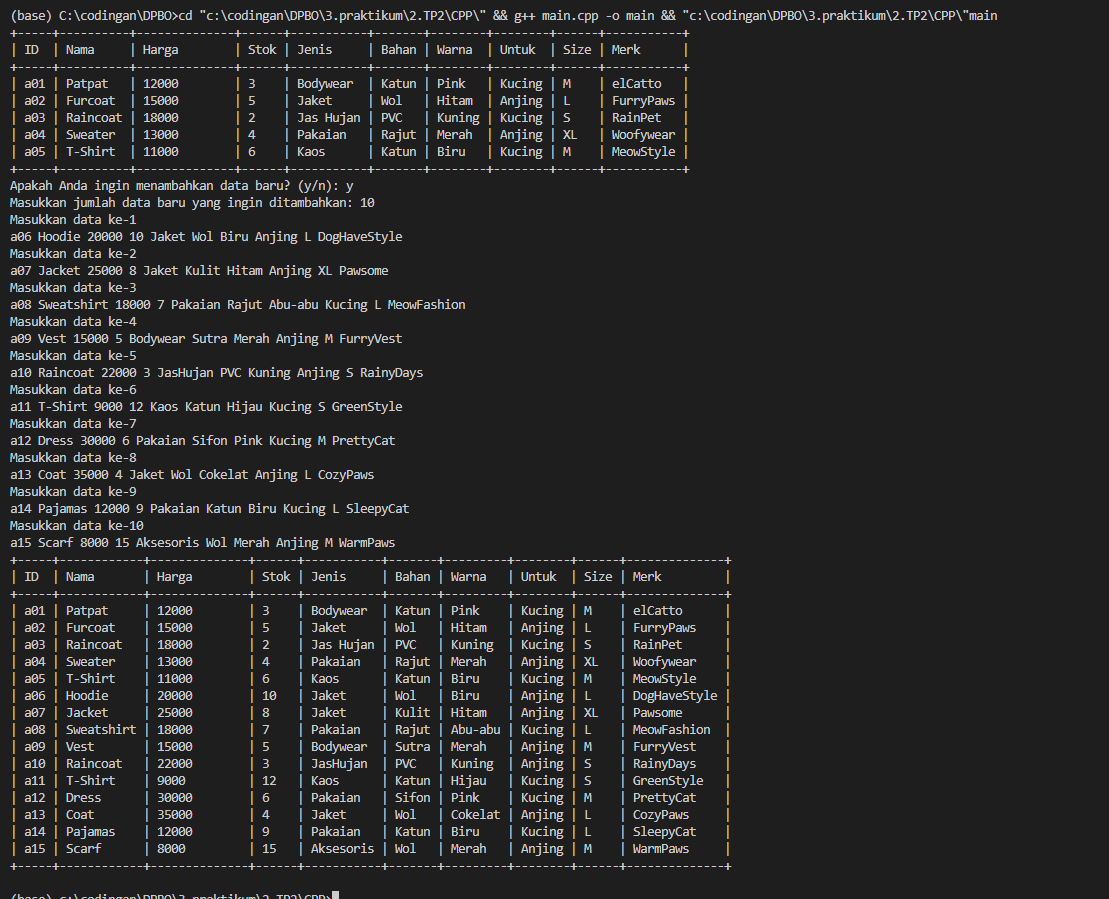 (base) C:\codingan\DPBO>cd "c:\codingan\DPBO\3.praktikum\2.TP2\CPP\" && g++ main.cpp -o main && "c:\codingan\DPBO\3.praktikum\2.TP2\CPP\"main
+-----+----------+--------------+------+-----------+-------+--------+--------+------+-----------+
| ID  | Nama     | Harga        | Stok | Jenis     | Bahan | Warna  | Untuk  | Size | Merk      |
+-----+----------+--------------+------+-----------+-------+--------+--------+------+-----------+
| a01 | Patpat   | 12000        | 3    | Bodywear  | Katun | Pink   | Kucing | M    | elCatto   |
| a02 | Furcoat  | 15000        | 5    | Jaket     | Wol   | Hitam  | Anjing | L    | FurryPaws |
| a03 | Raincoat | 18000        | 2    | Jas Hujan | PVC   | Kuning | Kucing | S    | RainPet   |
| a04 | Sweater  | 13000        | 4    | Pakaian   | Rajut | Merah  | Anjing | XL   | Woofywear |
| a05 | T-Shirt  | 11000        | 6    | Kaos      | Katun | Biru   | Kucing | M    | MeowStyle |
+-----+----------+--------------+------+-----------+-------+--------+--------+------+-----------+
Apakah Anda ingin menambahkan data baru? (y/n): y
Masukkan jumlah data baru yang ingin ditambahkan: 10
Masukkan data ke-1
a06 Hoodie 20000 10 Jaket Wol Biru Anjing L DogHaveStyle
Masukkan data ke-2
a07 Jacket 25000 8 Jaket Kulit Hitam Anjing XL Pawsome
Masukkan data ke-3
a08 Sweatshirt 18000 7 Pakaian Rajut Abu-abu Kucing L MeowFashion
Masukkan data ke-4
a09 Vest 15000 5 Bodywear Sutra Merah Anjing M FurryVest
Masukkan data ke-5
a10 Raincoat 22000 3 JasHujan PVC Kuning Anjing S RainyDays
Masukkan data ke-6
a11 T-Shirt 9000 12 Kaos Katun Hijau Kucing S GreenStyle
Masukkan data ke-7
a12 Dress 30000 6 Pakaian Sifon Pink Kucing M PrettyCat
Masukkan data ke-8
a13 Coat 35000 4 Jaket Wol Cokelat Anjing L CozyPaws
Masukkan data ke-9
a14 Pajamas 12000 9 Pakaian Katun Biru Kucing L SleepyCat
Masukkan data ke-10
a15 Scarf 8000 15 Aksesoris Wol Merah Anjing M WarmPaws
+-----+------------+--------------+------+-----------+-------+---------+--------+------+--------------+
| ID  | Nama       | Harga        | Stok | Jenis     | Bahan | Warna   | Untuk  | Size | Merk         |
+-----+------------+--------------+------+-----------+-------+---------+--------+------+--------------+
| a01 | Patpat     | 12000        | 3    | Bodywear  | Katun | Pink    | Kucing | M    | elCatto      |
| a02 | Furcoat    | 15000        | 5    | Jaket     | Wol   | Hitam   | Anjing | L    | FurryPaws    |
| a03 | Raincoat   | 18000        | 2    | Jas Hujan | PVC   | Kuning  | Kucing | S    | RainPet      |
| a04 | Sweater    | 13000        | 4    | Pakaian   | Rajut | Merah   | Anjing | XL   | Woofywear    |
| a05 | T-Shirt    | 11000        | 6    | Kaos      | Katun | Biru    | Kucing | M    | MeowStyle    |
| a06 | Hoodie     | 20000        | 10   | Jaket     | Wol   | Biru    | Anjing | L    | DogHaveStyle |
| a07 | Jacket     | 25000        | 8    | Jaket     | Kulit | Hitam   | Anjing | XL   | Pawsome      |
| a08 | Sweatshirt | 18000        | 7    | Pakaian   | Rajut | Abu-abu | Kucing | L    | MeowFashion  |
| a09 | Vest       | 15000        | 5    | Bodywear  | Sutra | Merah   | Anjing | M    | FurryVest    |
| a10 | Raincoat   | 22000        | 3    | JasHujan  | PVC   | Kuning  | Anjing | S    | RainyDays    |
| a11 | T-Shirt    | 9000         | 12   | Kaos      | Katun | Hijau   | Kucing | S    | GreenStyle   |
| a12 | Dress      | 30000        | 6    | Pakaian   | Sifon | Pink    | Kucing | M    | PrettyCat    |
| a13 | Coat       | 35000        | 4    | Jaket     | Wol   | Cokelat | Anjing | L    | CozyPaws     |
| a14 | Pajamas    | 12000        | 9    | Pakaian   | Katun | Biru    | Kucing | L    | SleepyCat    |
| a15 | Scarf      | 8000         | 15   | Aksesoris | Wol   | Merah   | Anjing | M    | WarmPaws     |
+-----+------------+--------------+------+-----------+-------+---------+--------+------+--------------+
(base) c:\codingan\DPBO\3.praktikum\2.TP2\CPP>